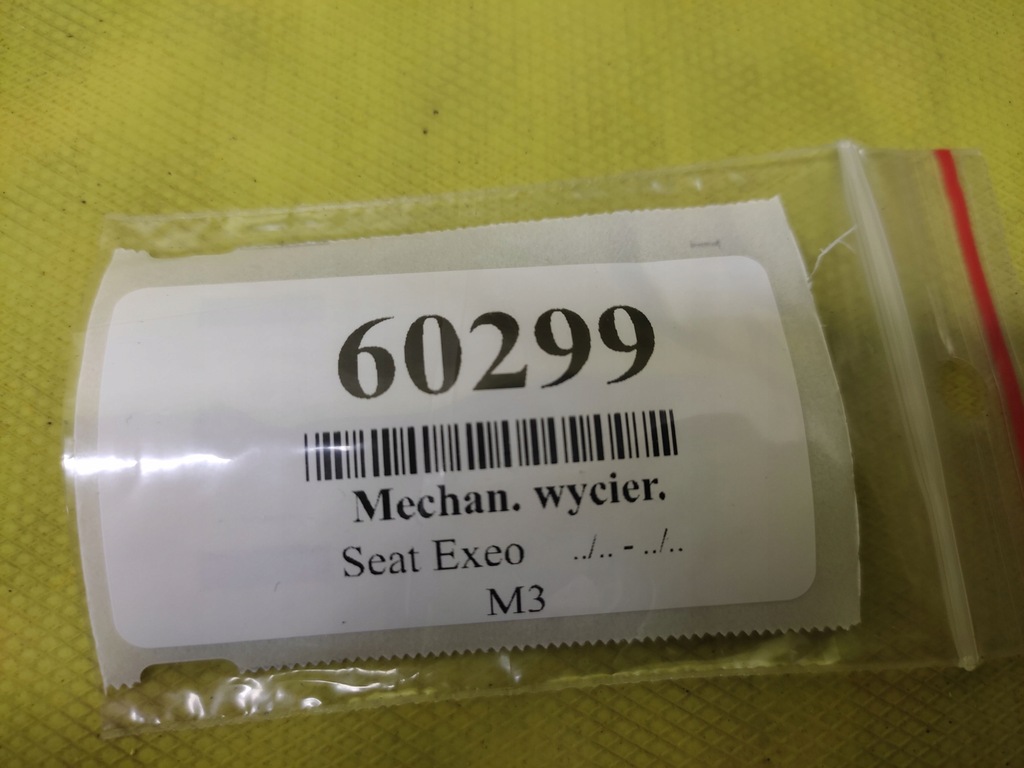 60299
Mechan. wycier.
Seat Exeo ../.. - ../..
M3